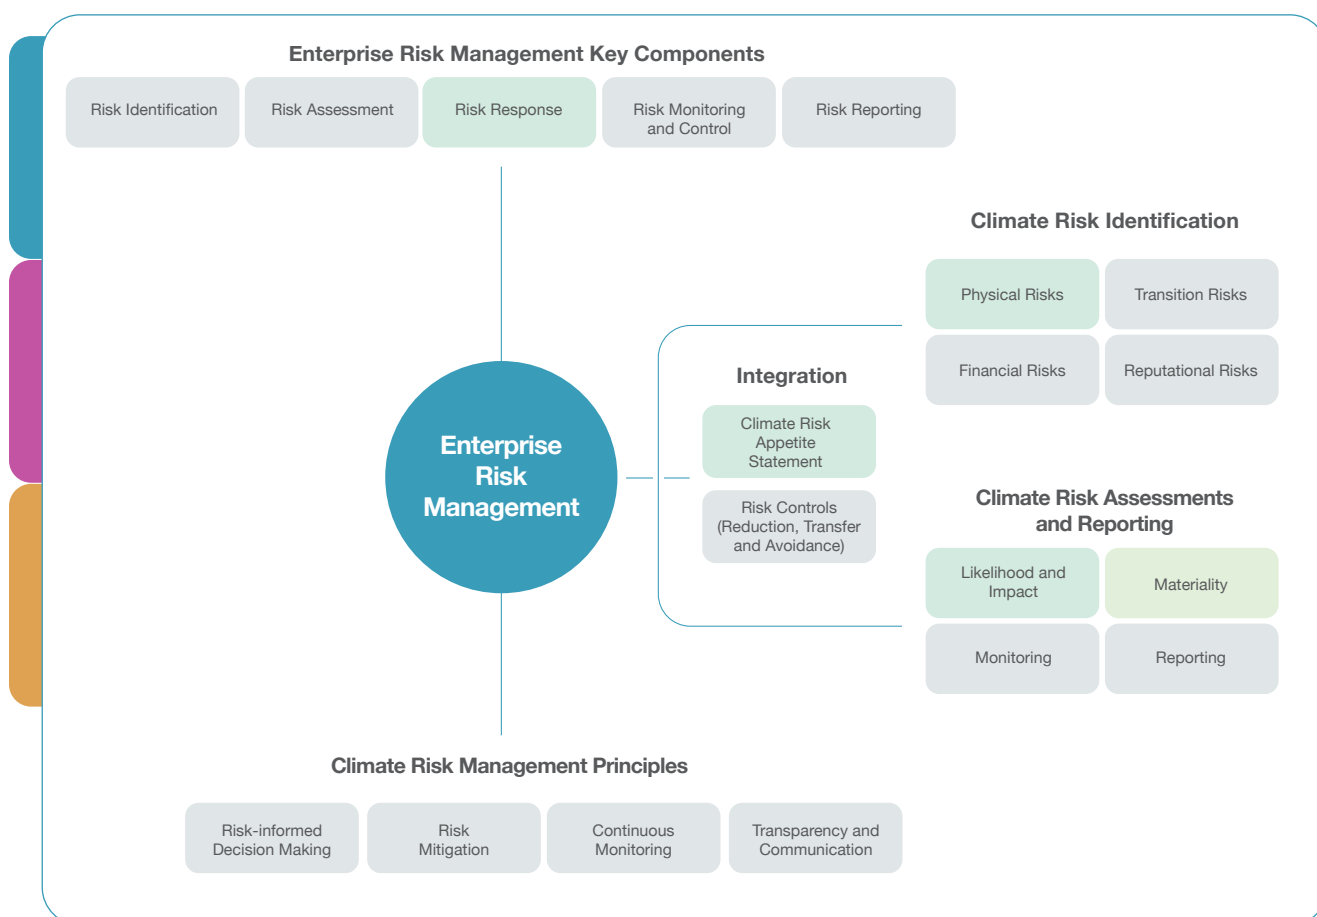 Enterprise Risk Management Key Components
Risk Identification
Risk Assessment
Risk Response
Risk Monitoring
and Control
Risk Reporting
Climate Risk Identification
Physical Risks
Transition Risks
Financial Risks
Reputational Risks
Integration
Climate Risk
Appetite
Statement
Risk Controls
(Reduction, Transfer
and Avoidance)
Enterprise
Risk
Management
Climate Risk Assessments
and Reporting
Likelihood and
Impact
Materiality
Monitoring
Reporting
Climate Risk Management Principles
Risk-informed
Decision Making
Risk
Mitigation
Continuous
Monitoring
Transparency and
Communication